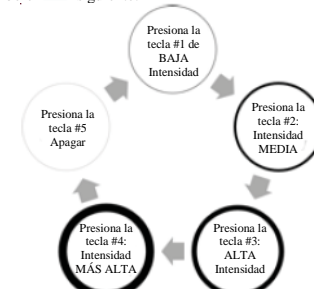 Presiona la
tecla #1 de
BAJA
Intensidad
Presiona la
tecla #2:
Intensidad
MEDIA
Presiona la
tecla #3:
ALTA
Intensidad
Presiona la
tecla #4:
Intensidad
MÁS ALTA
Presiona la
tecla #5
Apagar